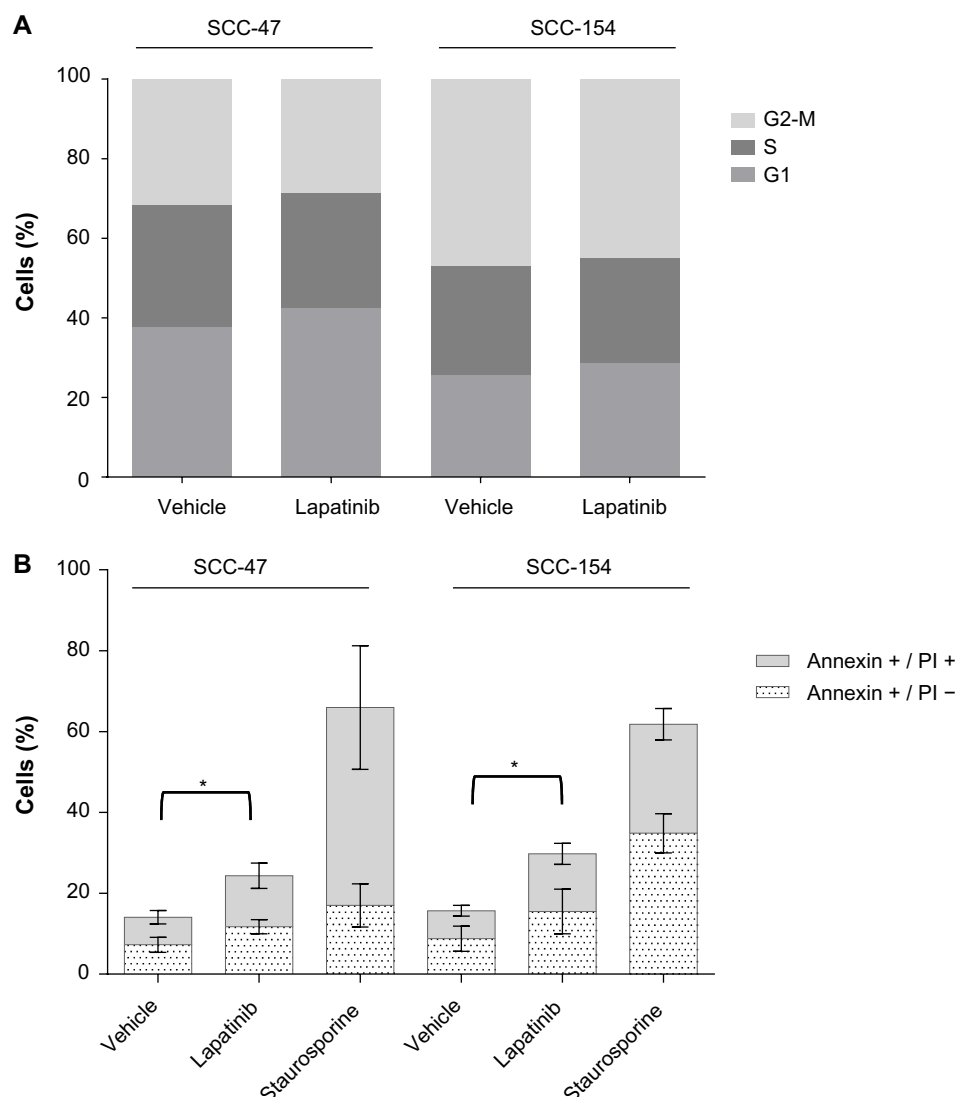 A
SCC-47
SCC-154
100
80
60
40
20
0
Cells (%)
Vehicle
Lapatinib
Vehicle
Lapatinib
G2-M
S
G1
B
SCC-47
SCC-154
100
80
60
40
20
0
Cells (%)
*
*
Vehicle
Lapatinib
Staurosporine
Vehicle
Lapatinib
Staurosporine
Annexin + / PI +
Annexin + / PI −